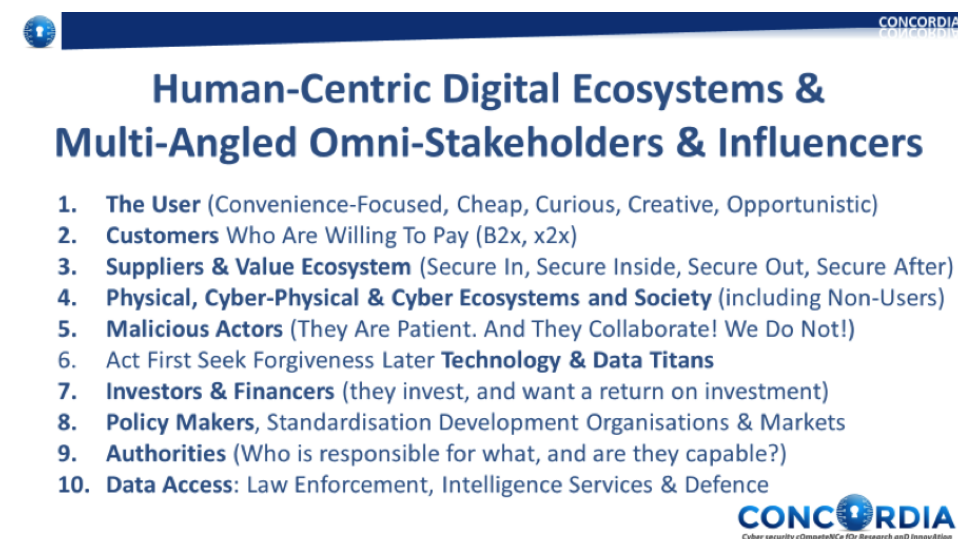 CONCORDIA
Human-Centric Digital Ecosystems &
Multi-Angled Omni-Stakeholders & Influencers
1. The User (Convenience-Focused, Cheap, Curious, Creative, Opportunistic)
2. Customers Who Are Willing To Pay (B2x, x2x)
3. Suppliers & Value Ecosystem (Secure In, Secure Inside, Secure Out, Secure After)
4. Physical, Cyber-Physical & Cyber Ecosystems and Society (including Non-Users)
5. Malicious Actors (They Are Patient. And They Collaborate! We Do Not!)
6. Act First Seek Forgiveness Later Technology & Data Titans
7. Investors & Financers (they invest, and want a return on investment)
8. Policy Makers, Standardisation Development Organisations & Markets
9. Authorities (Who is responsible for what, and are they capable?)
10. Data Access: Law Enforcement, Intelligence Services & Defence
CONCORDIA
Cyber security cOmpeteNCe fOr Research anD InnovAtion